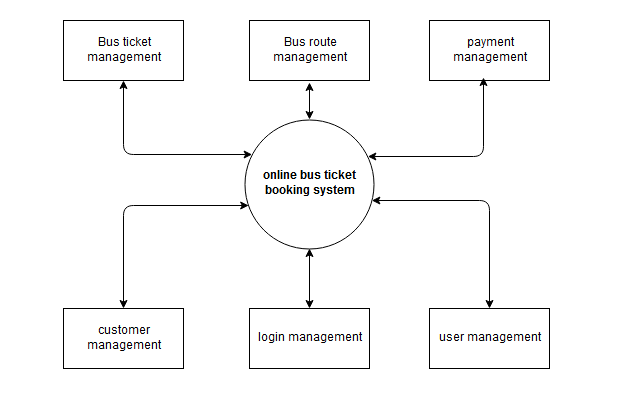 Bus ticket
management
Bus route
management
payment
management
online bus ticket
booking system
customer
management
login management
user management